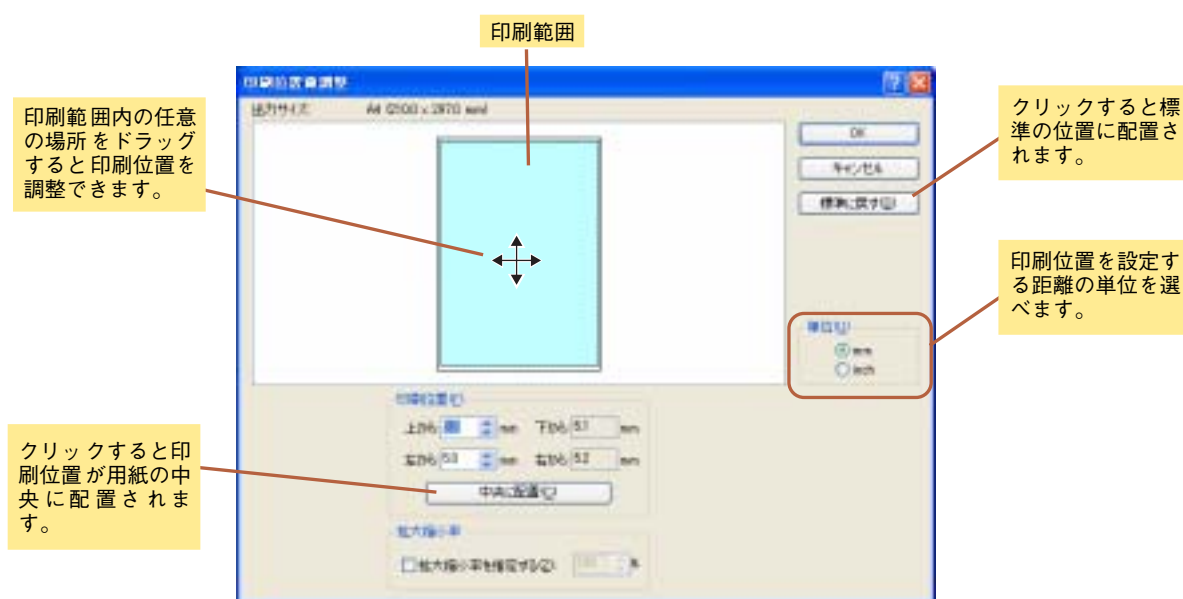 印刷範囲
印刷位置調整
出力サイズ
A4 (2100 x 2970 mm)
印刷範囲内の任意
の場所をドラッグ
すると印刷位置を
調整できます。
OK
キャンセル
標準に戻す(D)
クリックすると標
準の位置に配置さ
れます。
印刷位置を設定す
る距離の単位を選
べます。
単位(U)
mm
inch
印刷位置(P)
上から mm 下から 5.1 mm
左から 5.0 mm 右から 5.2 mm
中央に配置(C)
クリックすると印
刷位置が用紙の中
央に配置されま
す。
拡大縮小率
拡大縮小率を指定する(Z) %